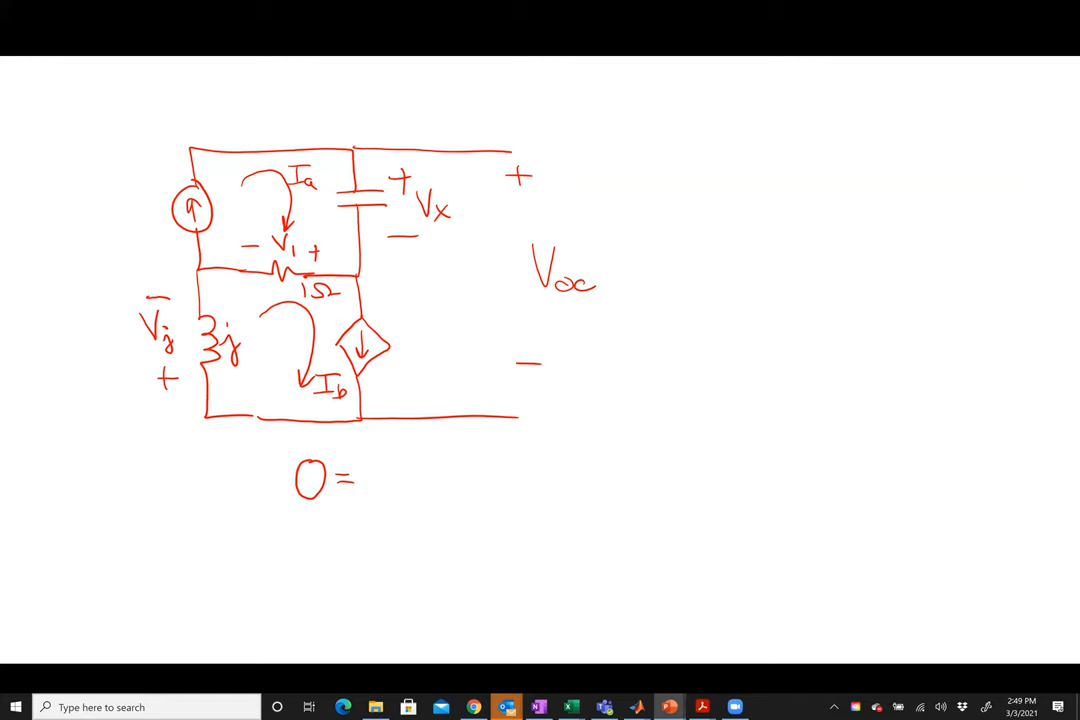 Ia
+
+
Vx
− V1 +
−
1Ω
Voc
−
Vj
j
+
Ib
−
0 =
Type here to search
2:49 PM
3/3/2021